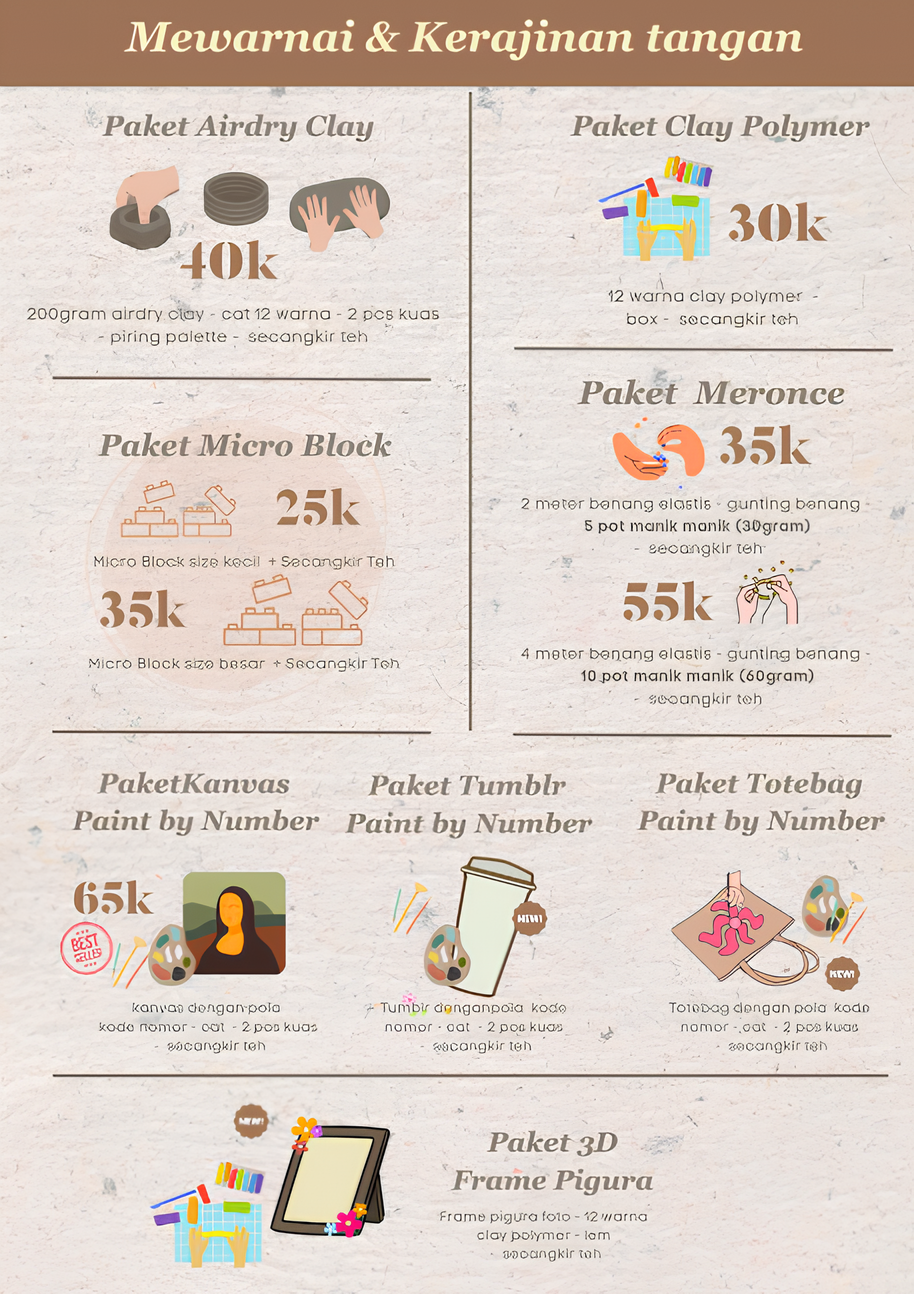 Mewarnai & Kerajinan tangan
Paket Airdry Clay
40k
200gram airdry clay - cat 12 warna - 2 pcs kuas
- piring palette - secangkir teh
Paket Clay Polymer
30k
12 warna clay polymer -
box - secangkir teh
Paket Micro Block
25k
Micro Block size kecil + Secangkir Teh
35k
Micro Block size besar + Secangkir Teh
Paket Meronce
35k
2 meter benang elastis - gunting benang -
5 pot manik manik (30gram)
- secangkir teh
55k
4 meter benang elastis - gunting benang -
10 pot manik manik (60gram)
- secangkir teh
PaketKanvas
Paint by Number
65k
BEST
SELLER
kanvas dengan pola
kode nomor - cat - 2 pcs kuas
- secangkir teh
Paket Tumblr
Paint by Number
NEW!
Tumblr dengan pola kode
nomor - cat - 2 pcs kuas
- secangkir teh
Paket Totebag
Paint by Number
NEW!
Totebag dengan pola kode
nomor - cat - 2 pcs kuas
- secangkir teh
NEW!
Paket 3D
Frame Pigura
Frame pigura foto - 12 warna
clay polymer - lem
- secangkir teh